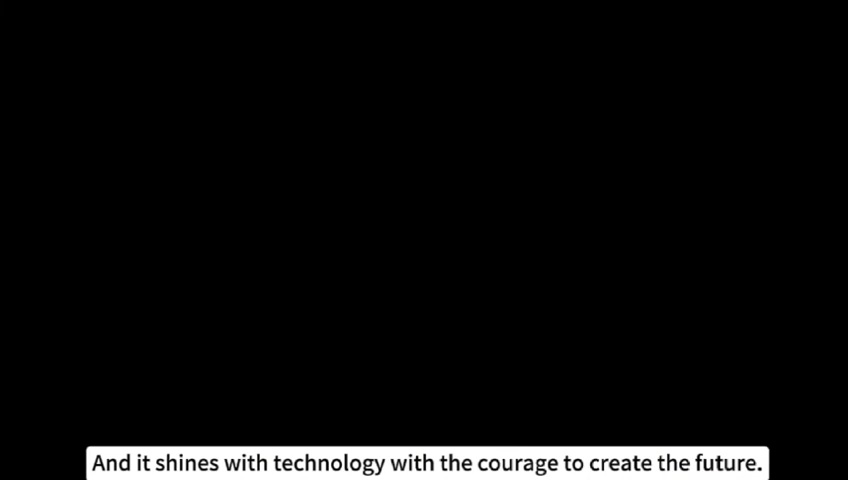 And it shines with technology with the courage to create the future.